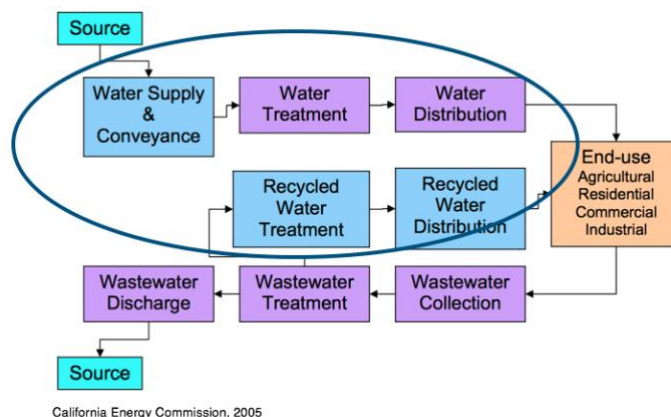 Source
Water Supply
&
Conveyance
Water
Treatment
Water
Distribution
End-use
Agricultural
Residential
Commercial
Industrial
Recycled
Water
Treatment
Recycled
Water
Distribution
Wastewater
Discharge
Wastewater
Treatment
Wastewater
Collection
Source
California Energy Commission, 2005